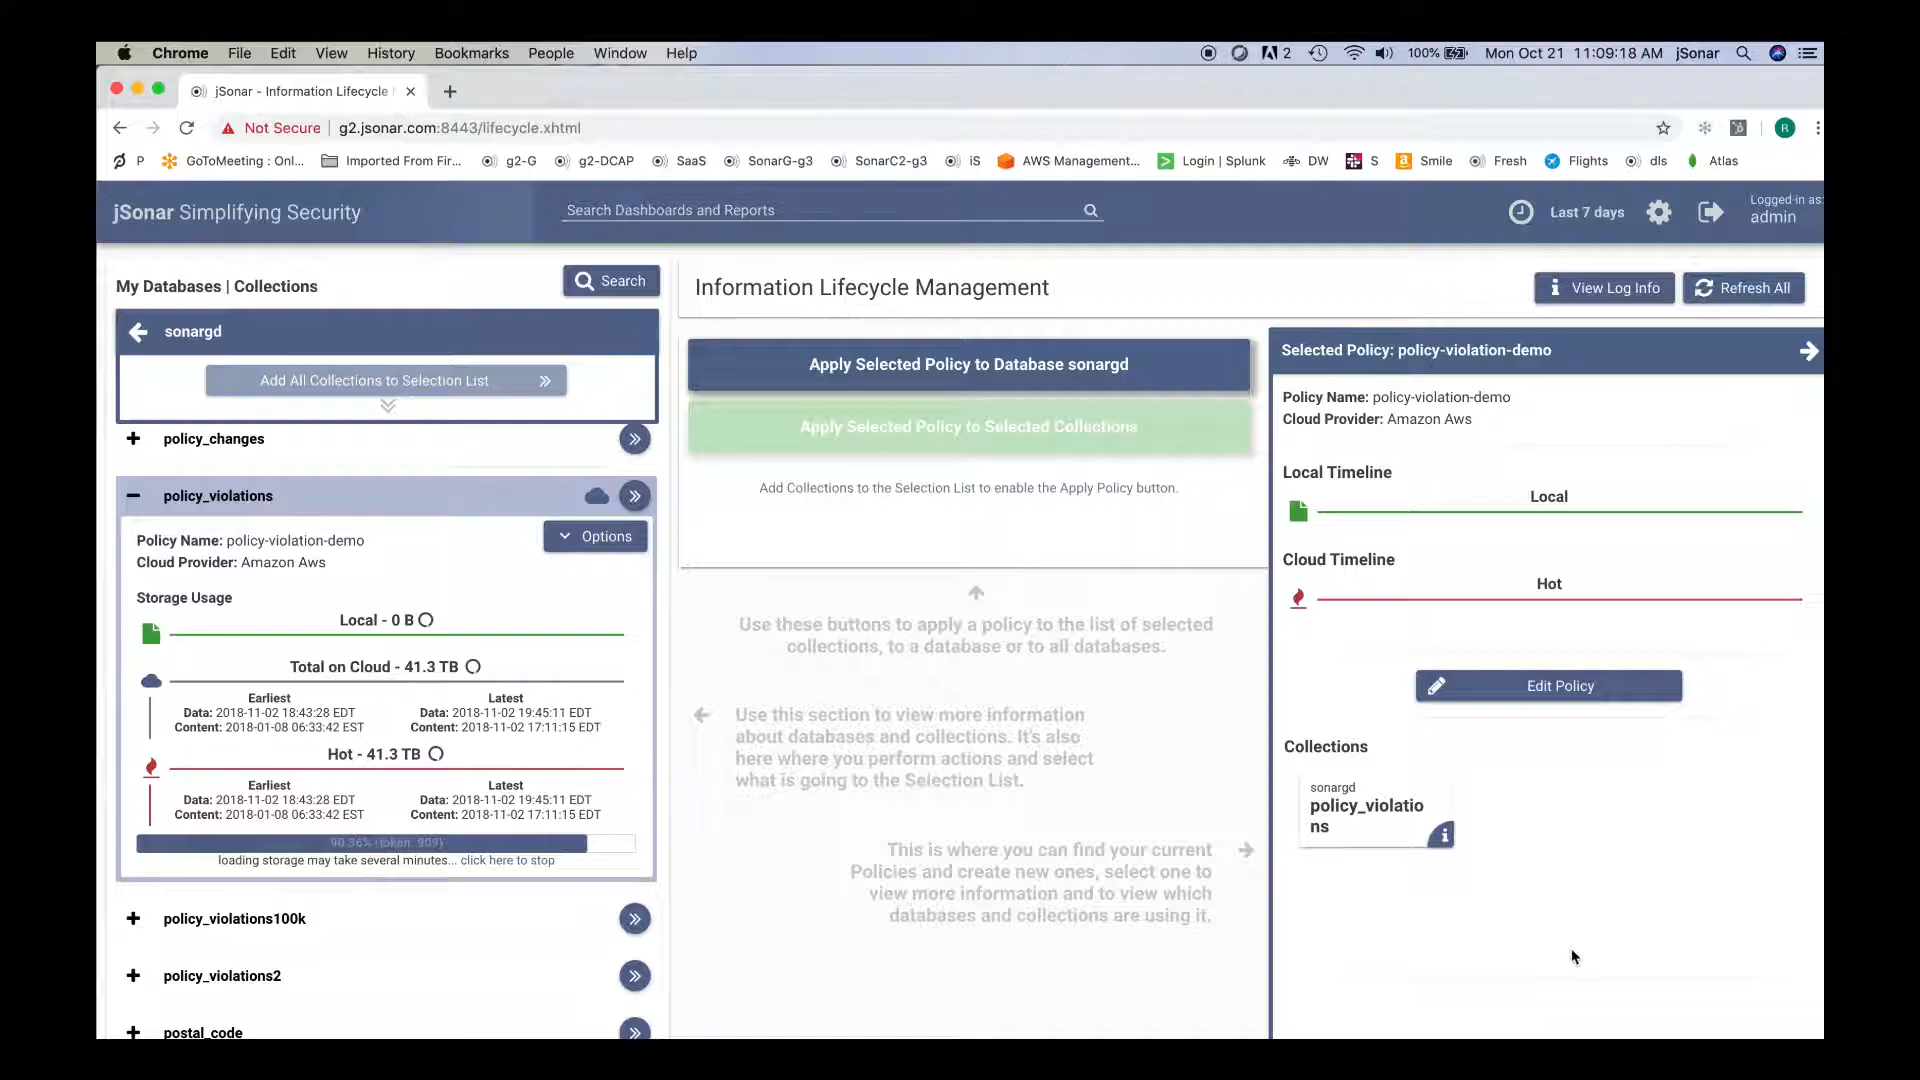 Chrome File Edit View History Bookmarks People Window Help
2 100% Mon Oct 21 11:09:18 AM jSonar
jSonar - Information Lifecycle
Not Secure g2.jsonar.com:8443/lifecycle.xhtml
P GoToMeeting : Onl... Imported From Fir... g2-G g2-DCAP SaaS SonarG-g3 SonarC2-g3 iS AWS Management... Login | Splunk DW S Smile Fresh Flights dls Atlas
jSonar Simplifying Security
Search Dashboards and Reports
Last 7 days
Logged in as:
admin
My Databases | Collections
Search
sonargd
Add All Collections to Selection List
policy_changes
policy_violations
Options
Policy Name: policy-violation-demo
Cloud Provider: Amazon Aws
Storage Usage
Local - 0 B
Total on Cloud - 41.3 TB
Earliest Latest
Data: 2018-11-02 18:43:28 EDT Data: 2018-11-02 19:45:11 EDT
Content: 2018-01-08 06:33:42 EST Content: 2018-11-02 17:11:15 EDT
Hot - 41.3 TB
Earliest Latest
Data: 2018-11-02 18:43:28 EDT Data: 2018-11-02 19:45:11 EDT
Content: 2018-01-08 06:33:42 EST Content: 2018-11-02 17:11:15 EDT
90.36% (token: 909)
loading storage may take several minutes... click here to stop
policy_violations100k
policy_violations2
postal_code
Information Lifecycle Management
View Log Info
Refresh All
Apply Selected Policy to Database sonargd
Apply Selected Policy to Selected Collections
Add Collections to the Selection List to enable the Apply Policy button.
Use these buttons to apply a policy to the list of selected
collections, to a database or to all databases.
Use this section to view more information
about databases and collections. It's also
here where you perform actions and select
what is going to the Selection List.
This is where you can find your current
Policies and create new ones, select one to
view more information and to view which
databases and collections are using it.
Selected Policy: policy-violation-demo
Policy Name: policy-violation-demo
Cloud Provider: Amazon Aws
Local Timeline
Local
Cloud Timeline
Hot
Edit Policy
Collections
sonargd
policy_violatio
ns